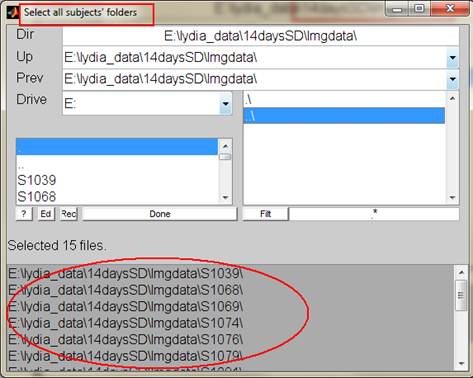 Select all subjects' folders
Dir E:\lydia_data\14daysSD\Imgdata\
Up E:\lydia_data\14daysSD\Imgdata\
Prev E:\lydia_data\14daysSD\Imgdata\
Drive E:
.\
..\
.
..
S1039
S1068
? Ed Rec Done Filt .*
Selected 15 files.
E:\lydia_data\14daysSD\Imgdata\S1039\
E:\lydia_data\14daysSD\Imgdata\S1068\
E:\lydia_data\14daysSD\Imgdata\S1069\
E:\lydia_data\14daysSD\Imgdata\S1074\
E:\lydia_data\14daysSD\Imgdata\S1076\
E:\lydia_data\14daysSD\Imgdata\S1079\